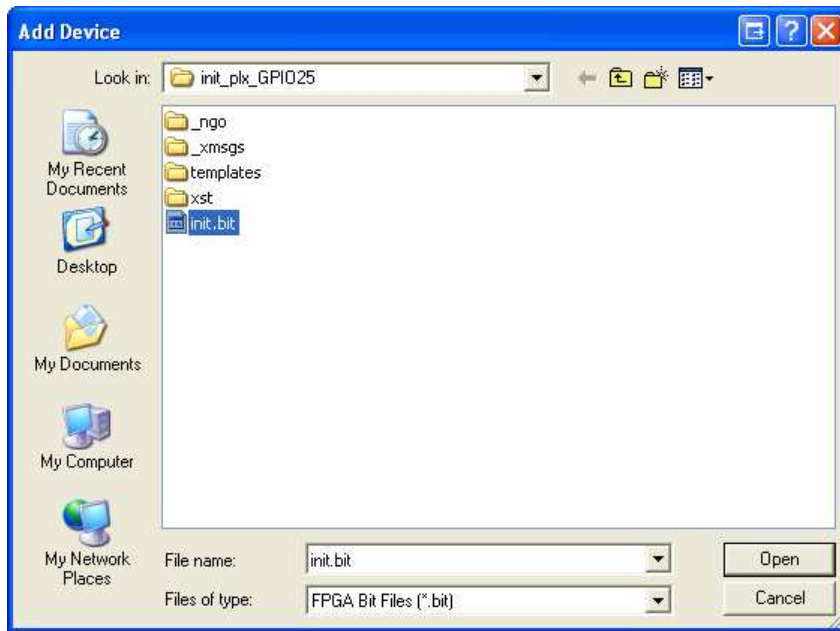 Add Device
Look in:
init_plx_GPIO25
My Recent
Documents
Desktop
My Documents
My Computer
My Network
Places
_ngo
_xmsgs
templates
xst
init.bit
File name:
init.bit
Open
Files of type:
FPGA Bit Files (*.bit)
Cancel